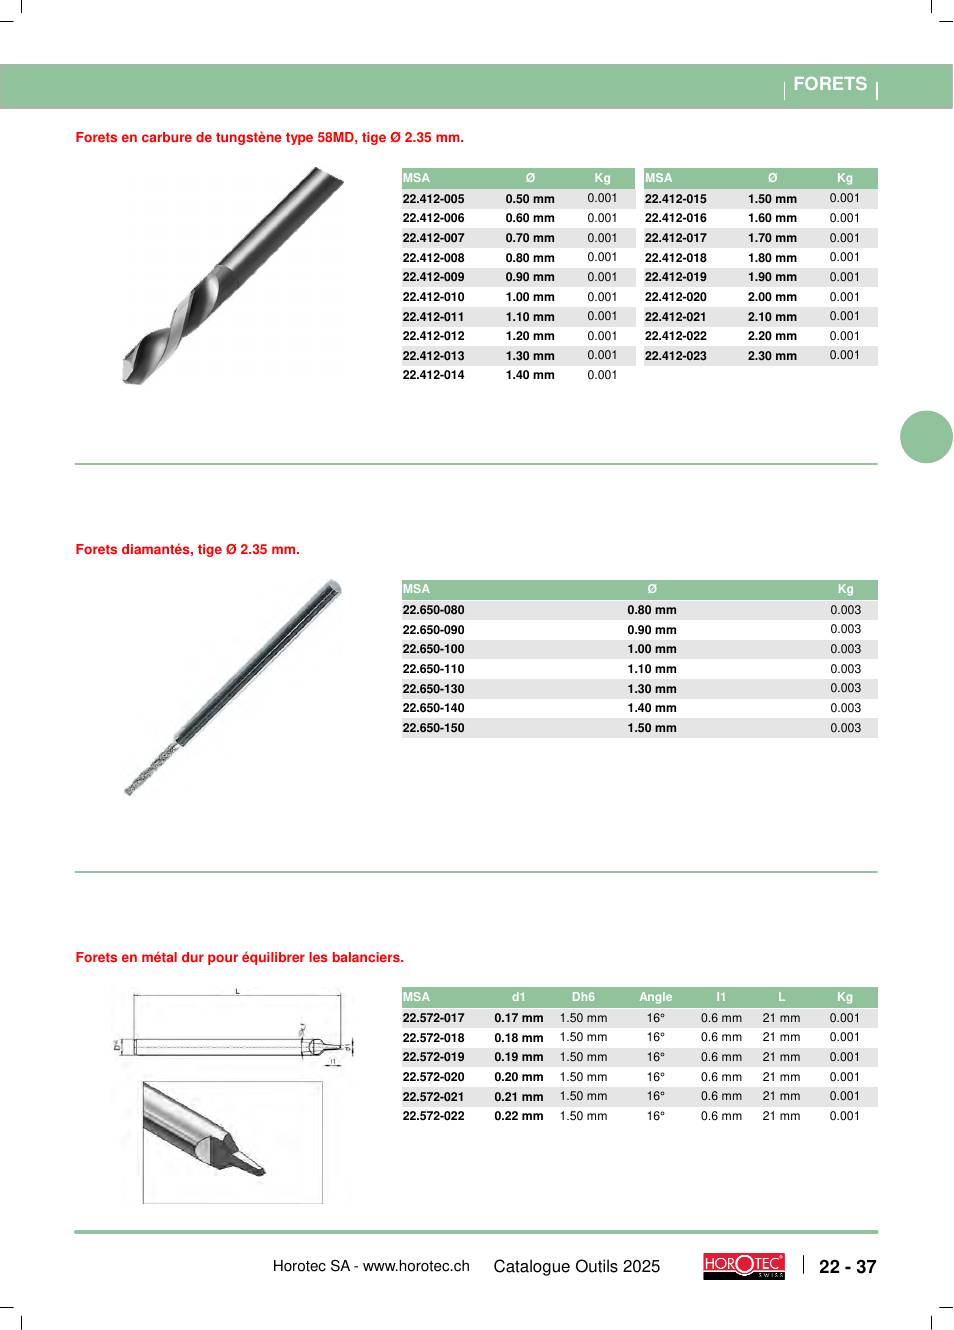 FORETS
Forets en carbure de tungstène type 58MD, tige Ø 2.35 mm.
MSA Ø Kg MSA Ø Kg
22.412-005 0.50 mm 0.001 22.412-015 1.50 mm 0.001
22.412-006 0.60 mm 0.001 22.412-016 1.60 mm 0.001
22.412-007 0.70 mm 0.001 22.412-017 1.70 mm 0.001
22.412-008 0.80 mm 0.001 22.412-018 1.80 mm 0.001
22.412-009 0.90 mm 0.001 22.412-019 1.90 mm 0.001
22.412-010 1.00 mm 0.001 22.412-020 2.00 mm 0.001
22.412-011 1.10 mm 0.001 22.412-021 2.10 mm 0.001
22.412-012 1.20 mm 0.001 22.412-022 2.20 mm 0.001
22.412-013 1.30 mm 0.001 22.412-023 2.30 mm 0.001
22.412-014 1.40 mm 0.001
Forets diamantés, tige Ø 2.35 mm.
MSA Ø Kg
22.650-080 0.80 mm 0.003
22.650-090 0.90 mm 0.003
22.650-100 1.00 mm 0.003
22.650-110 1.10 mm 0.003
22.650-130 1.30 mm 0.003
22.650-140 1.40 mm 0.003
22.650-150 1.50 mm 0.003
Forets en métal dur pour équilibrer les balanciers.
L
d1
l1
MSA d1 Dh6 Angle l1 L Kg
22.572-017 0.17 mm 1.50 mm 16° 0.6 mm 21 mm 0.001
22.572-018 0.18 mm 1.50 mm 16° 0.6 mm 21 mm 0.001
22.572-019 0.19 mm 1.50 mm 16° 0.6 mm 21 mm 0.001
22.572-020 0.20 mm 1.50 mm 16° 0.6 mm 21 mm 0.001
22.572-021 0.21 mm 1.50 mm 16° 0.6 mm 21 mm 0.001
22.572-022 0.22 mm 1.50 mm 16° 0.6 mm 21 mm 0.001
Horotec SA - www.horotec.ch Catalogue Outils 2025 HOROTEC SWISS 22 - 37